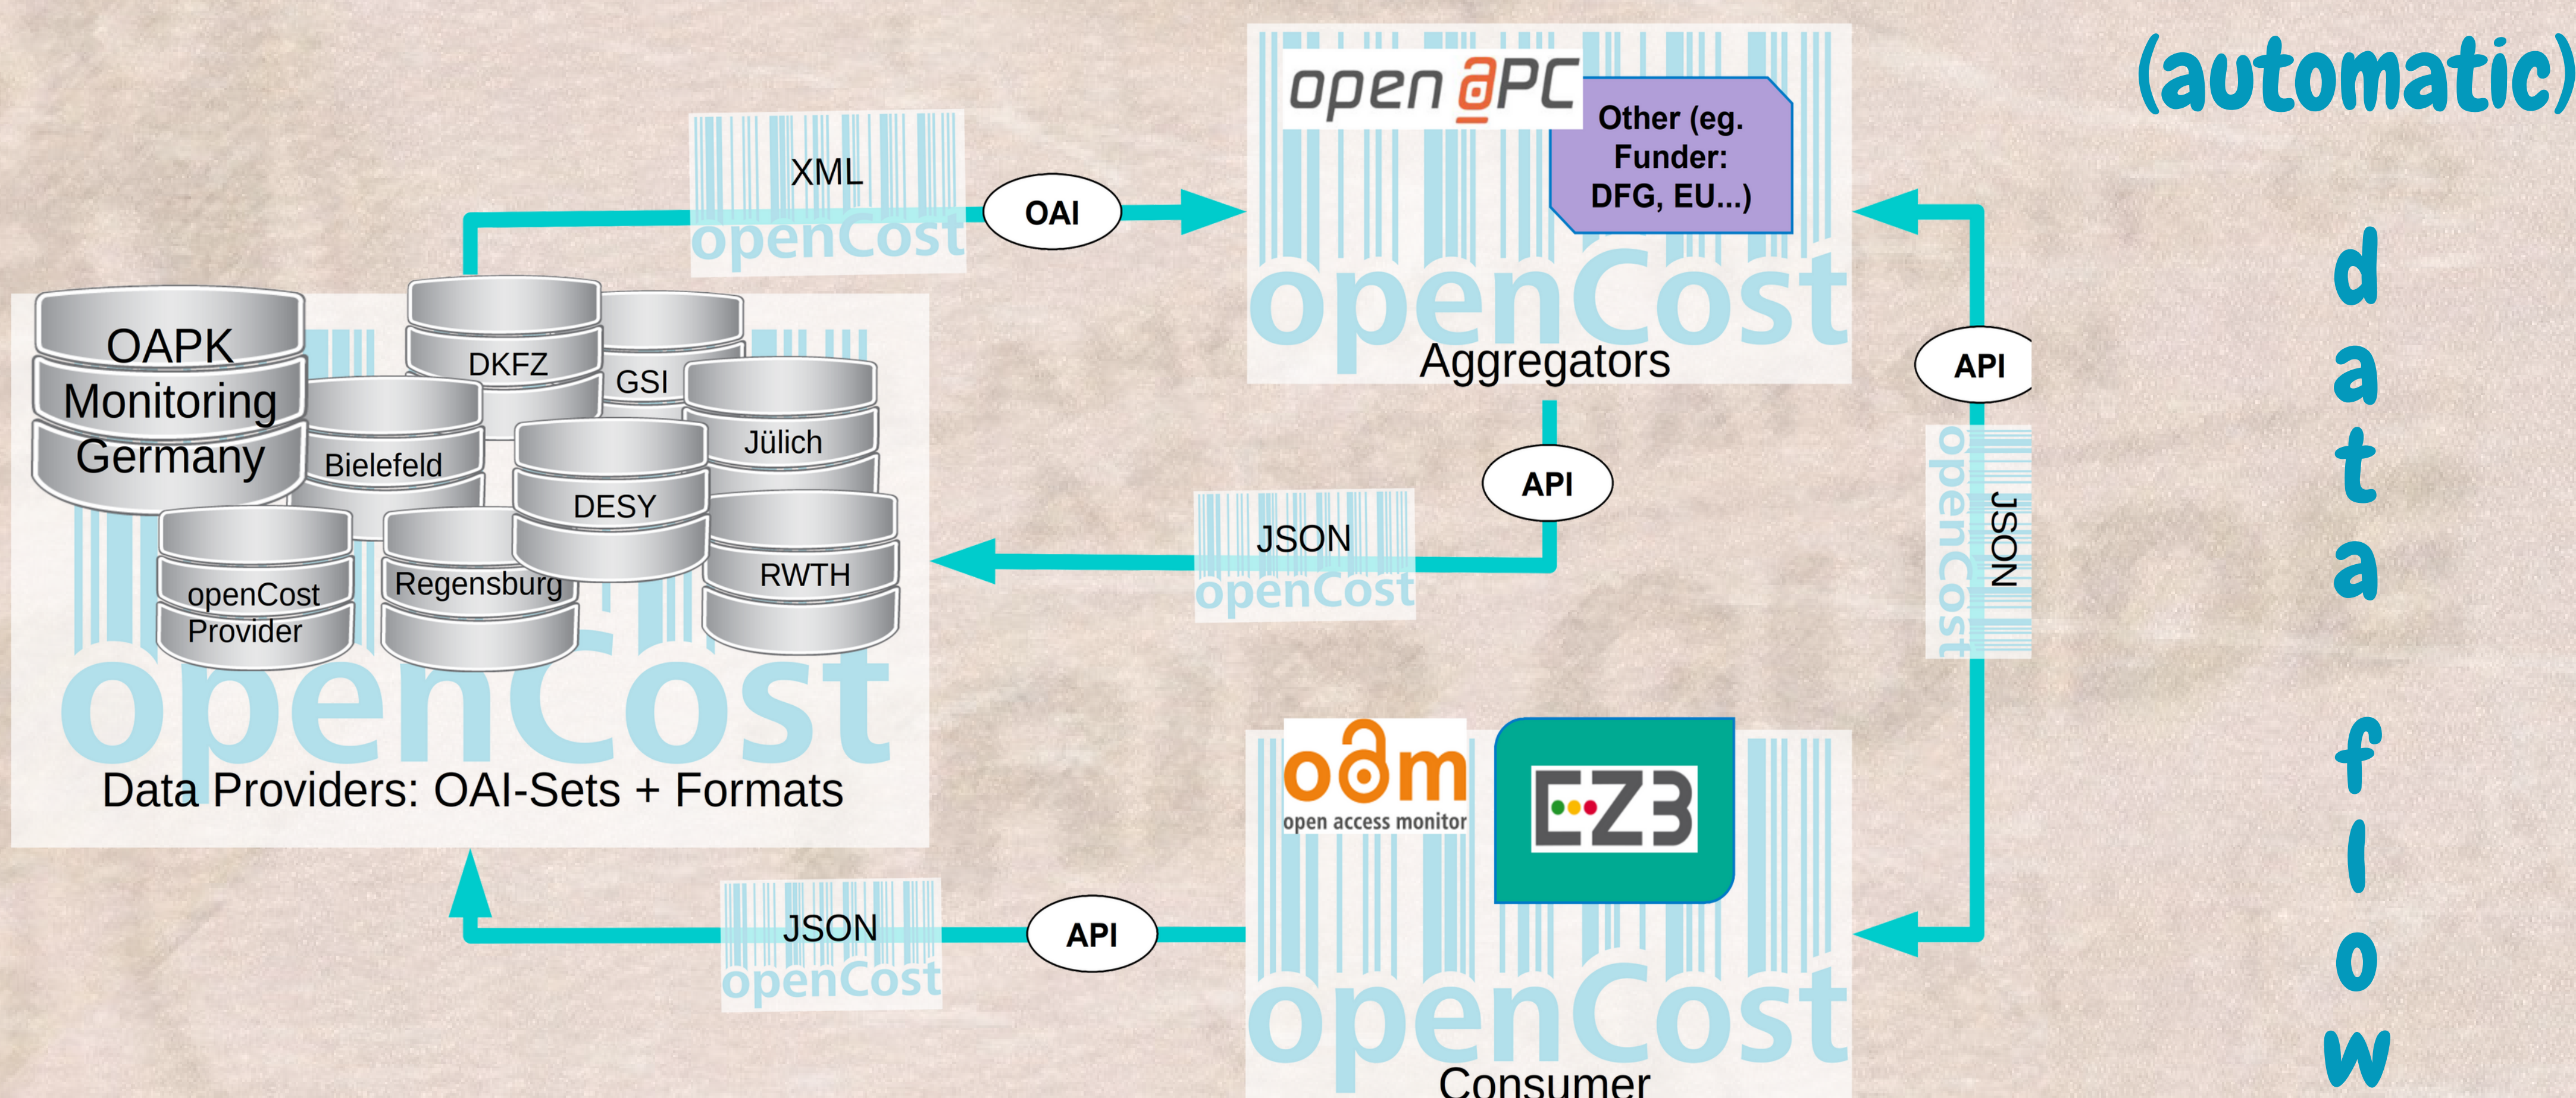 (automatic)
data
flow
XML
openCost
OAI
open aPC
Other (eg.
Funder:
DFG, EU...)
openCost
Aggregators
API
JSON
openCost
OAPK
Monitoring
Germany
DKFZ
GSI
Bielefeld
Jülich
DESY
openCost
Provider
Regensburg
RWTH
openCost
Data Providers: OAI-Sets + Formats
API
JSON
openCost
oam
open access monitor
EZB
openCost
Consumer
JSON
openCost
API